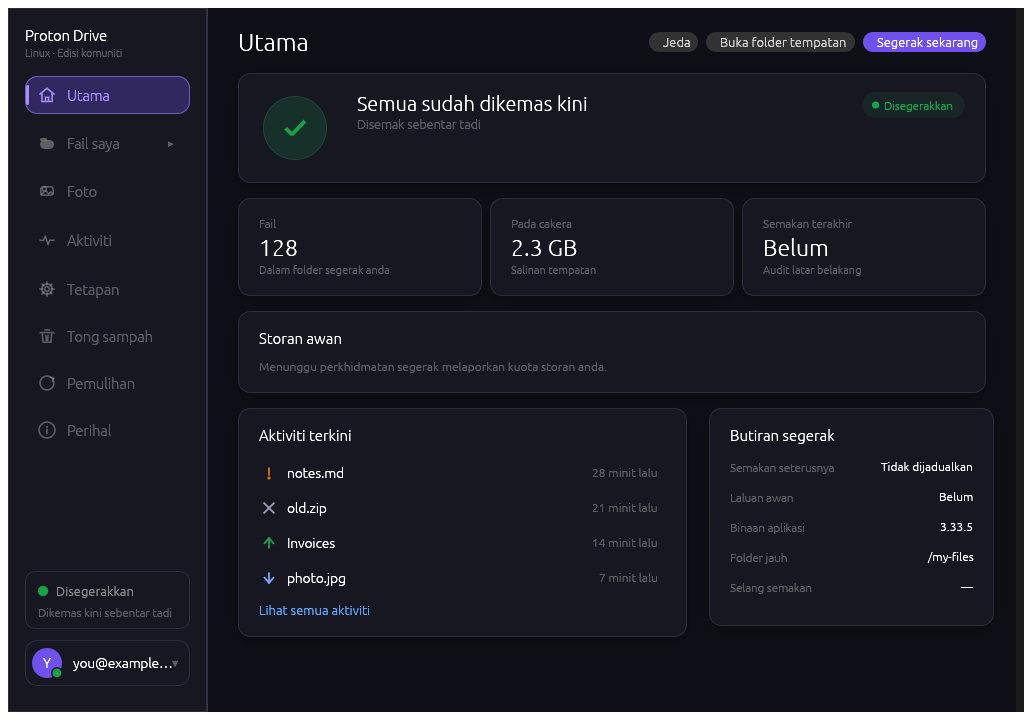 Proton Drive
Linux · Edisi komuniti
Utama
Fail saya
Foto
Aktiviti
Tetapan
Tong sampah
Pemulihan
Perihal
Disegerakkan
Dikemas kini sebentar tadi
Y you@example...
Utama
Jeda
Buka folder tempatan
Segerak sekarang
Semua sudah dikemas kini
Disemak sebentar tadi
Disegerakkan
Fail
128
Dalam folder segerak anda
Pada cakera
2.3 GB
Salinan tempatan
Semakan terakhir
Belum
Audit latar belakang
Storan awan
Menunggu perkhidmatan segerak melaporkan kuota storan anda.
Aktiviti terkini
notes.md 28 minit lalu
old.zip 21 minit lalu
Invoices 14 minit lalu
photo.jpg 7 minit lalu
Lihat semua aktiviti
Butiran segerak
Semakan seterusnya Tidak dijadualkan
Laluan awan Belum
Binaan aplikasi 3.33.5
Folder jauh /my-files
Selang semakan —